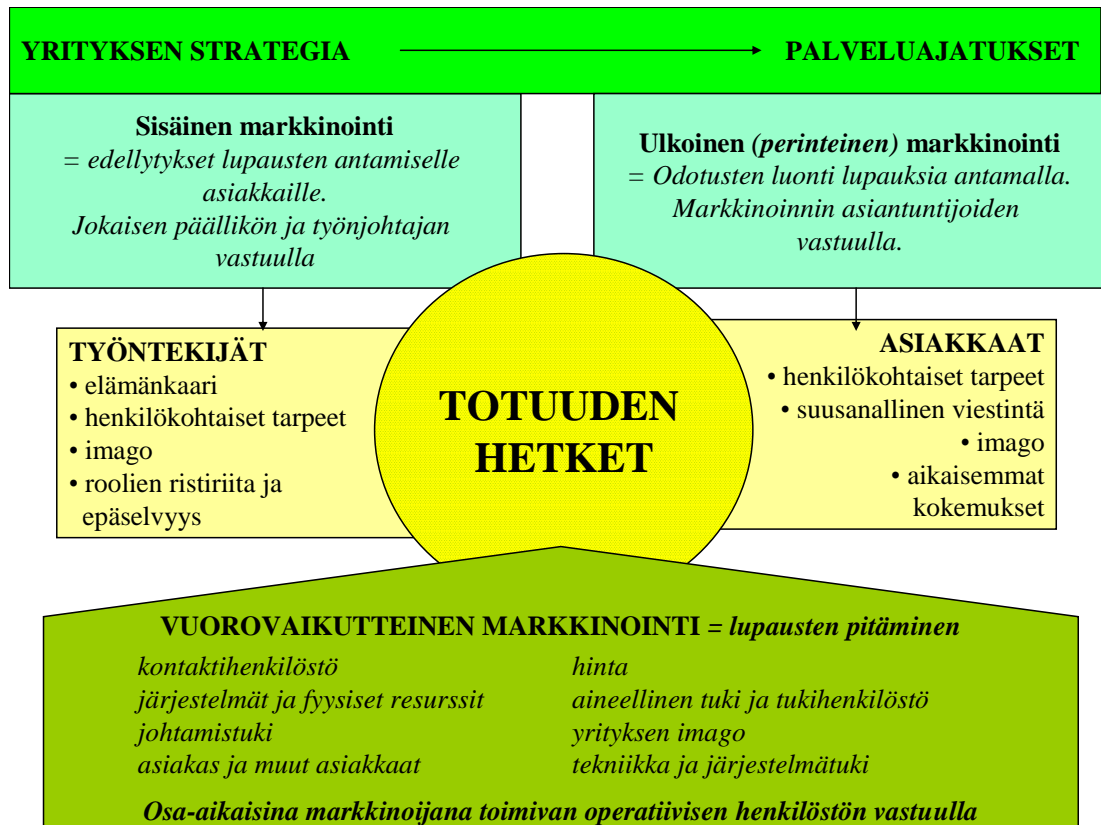 YRITYKSEN STRATEGIA
PALVELUAJATUKSET
Sisäinen markkinointi
= edellytykset lupausten antamiselle
asiakkaille.
Jokaisen päällikön ja työnjohtajan
vastuulla
Ulkoinen (perinteinen) markkinointi
= Odotusten luonti lupauksia antamalla.
Markkinoinnin asiantuntijoiden
vastuulla.
TYÖNTEKIJÄT
• elämänkaari
• henkilökohtaiset tarpeet
• imago
• roolien ristiriita ja
epäselvyys
TOTUUDEN
HETKET
ASIAKKAAT
• henkilökohtaiset tarpeet
• suusanallinen viestintä
• imago
• aikaisemmat
kokemukset
VUOROVAIKUTTEINEN MARKKINOINTI = lupausten pitäminen
kontaktihenkilöstö
järjestelmät ja fyysiset resurssit
johtamistuki
asiakas ja muut asiakkaat
hinta
aineellinen tuki ja tukihenkilöstö
yrityksen imago
tekniikka ja järjestelmätuki
Osa-aikaisina markkinoijana toimivan operatiivisen henkilöstön vastuulla